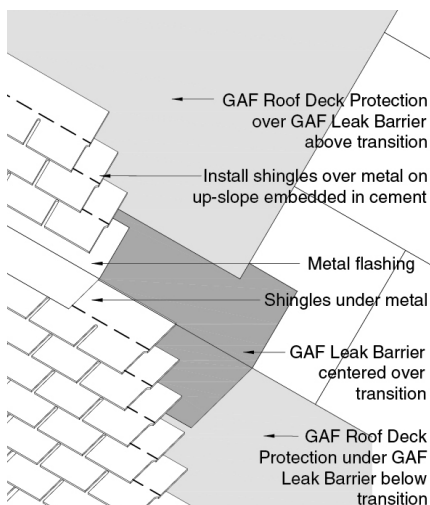 GAF Roof Deck Protection
over GAF Leak Barrier
above transition
Install shingles over metal on
up-slope embedded in cement
Metal flashing
Shingles under metal
GAF Leak Barrier
centered over
transition
GAF Roof Deck
Protection under GAF
Leak Barrier below
transition